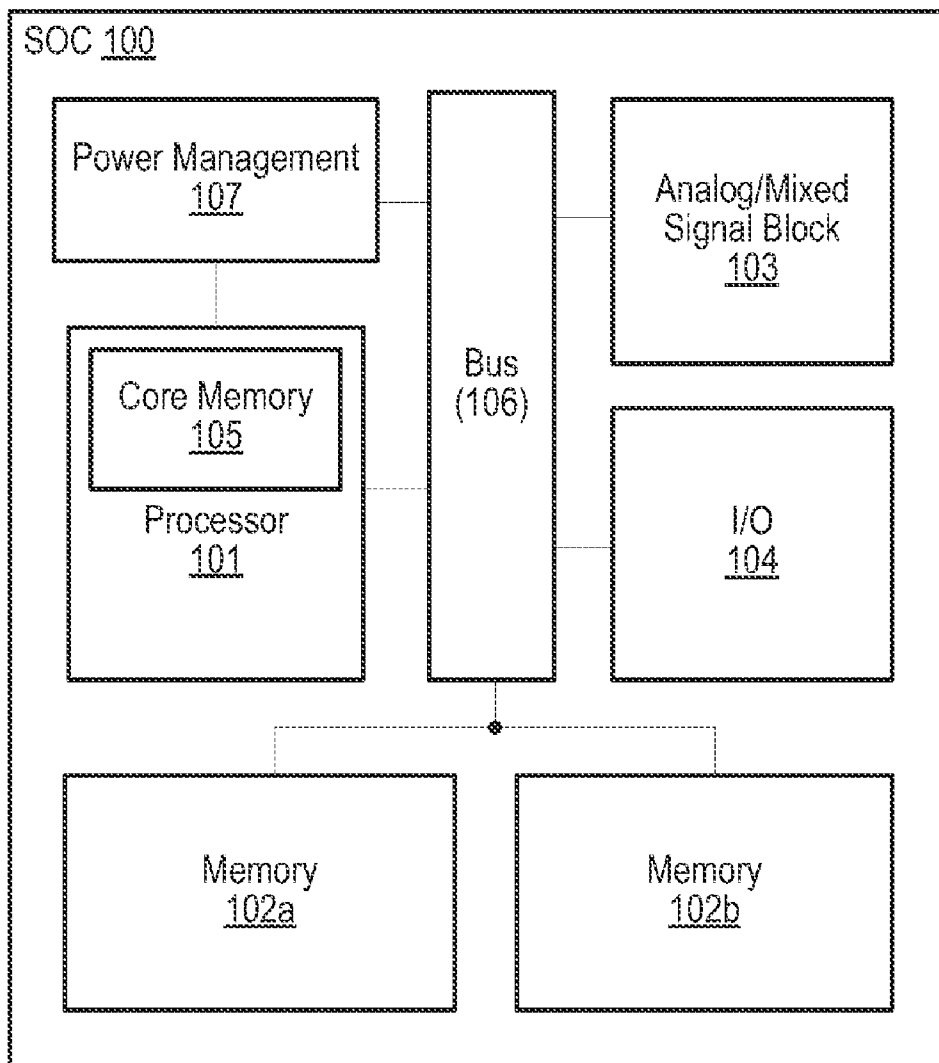 SOC 100
Power Management
107
Core Memory
105
Processor
101
Bus
(106)
Analog/Mixed
Signal Block
103
I/O
104
Memory
102a
Memory
102b